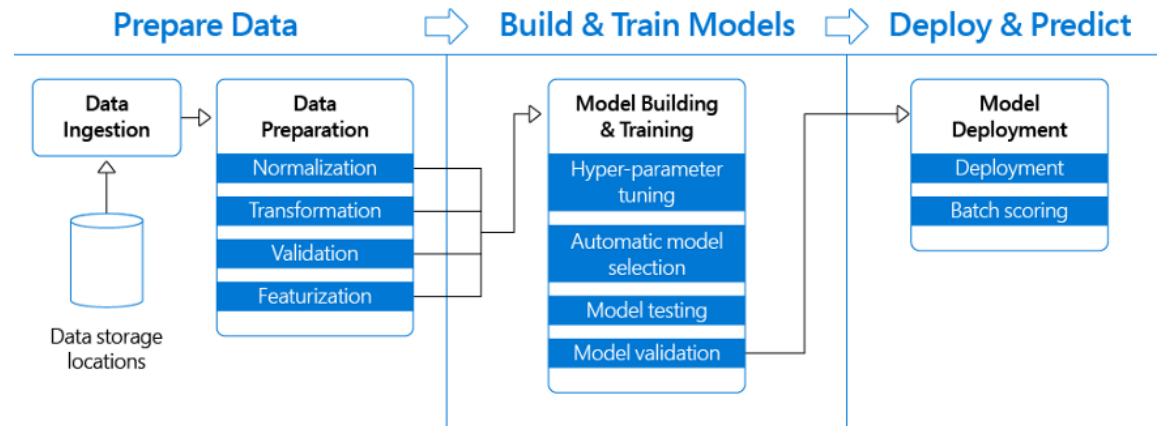 Prepare Data
Build & Train Models
Deploy & Predict
Data
Ingestion
Data storage
locations
Data
Preparation
Normalization
Transformation
Validation
Featurization
Model Building
& Training
Hyper-parameter
tuning
Automatic model
selection
Model testing
Model validation
Model
Deployment
Deployment
Batch scoring